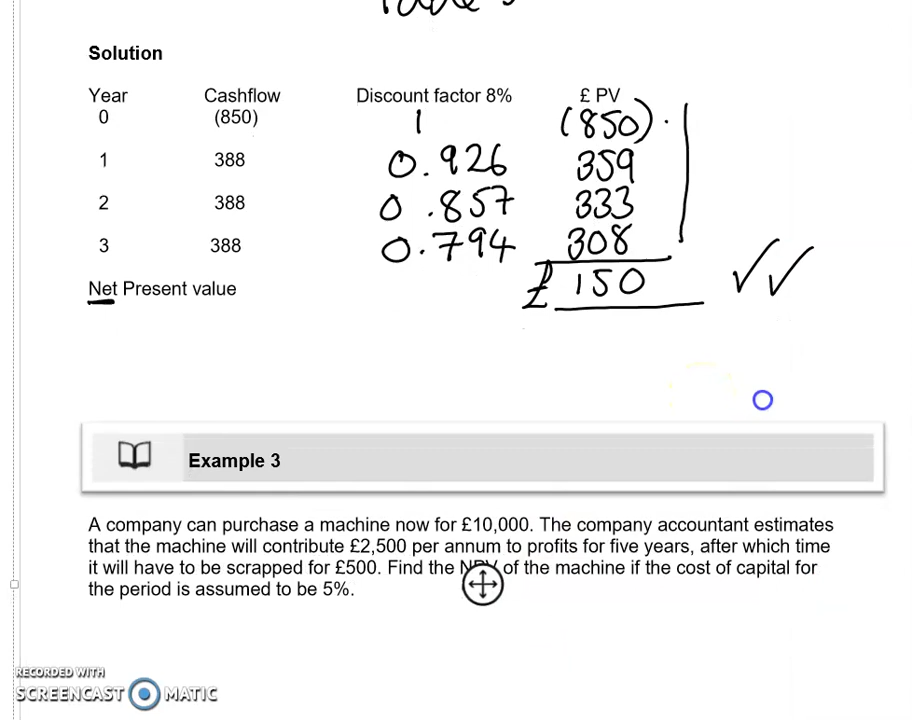 Solution
Year Cashflow Discount factor 8% £ PV
0 (850) 1 (850)
1 388 0.926 359
2 388 0.857 333
3 388 0.794 308
Net Present value £ 150
Example 3
A company can purchase a machine now for £10,000. The company accountant estimates
that the machine will contribute £2,500 per annum to profits for five years, after which time
it will have to be scrapped for £500. Find the NPV of the machine if the cost of capital for
the period is assumed to be 5%.
RECORDED WITH
SCREENCAST MATIC